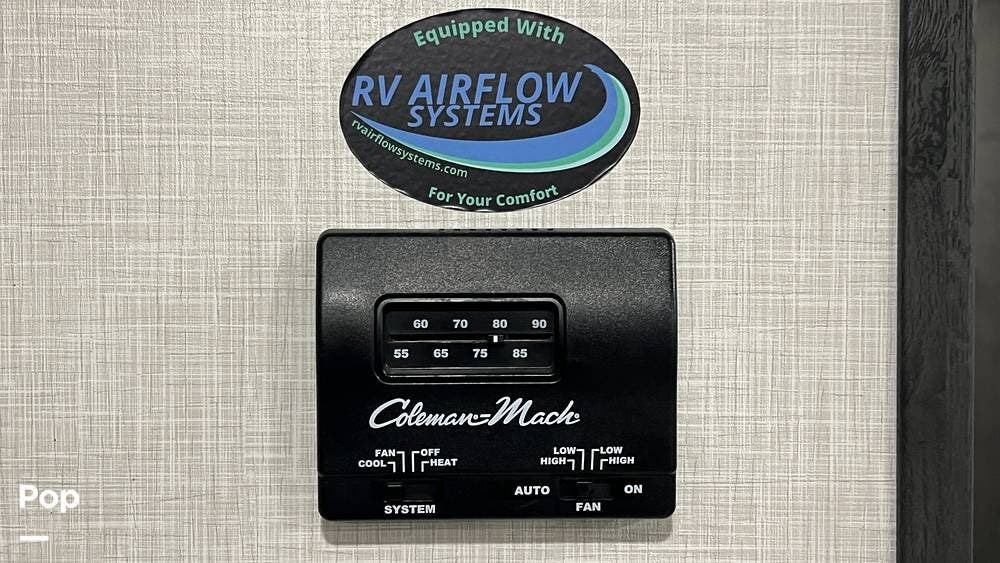 Equipped With
RV AIRFLOW
SYSTEMS
rvairflowsystems.com
For Your Comfort
60 70 80 90
55 65 75 85
Coleman-Mach
FAN OFF
COOL HEAT
LOW LOW
HIGH HIGH
AUTO ON
SYSTEM
FAN
Pop